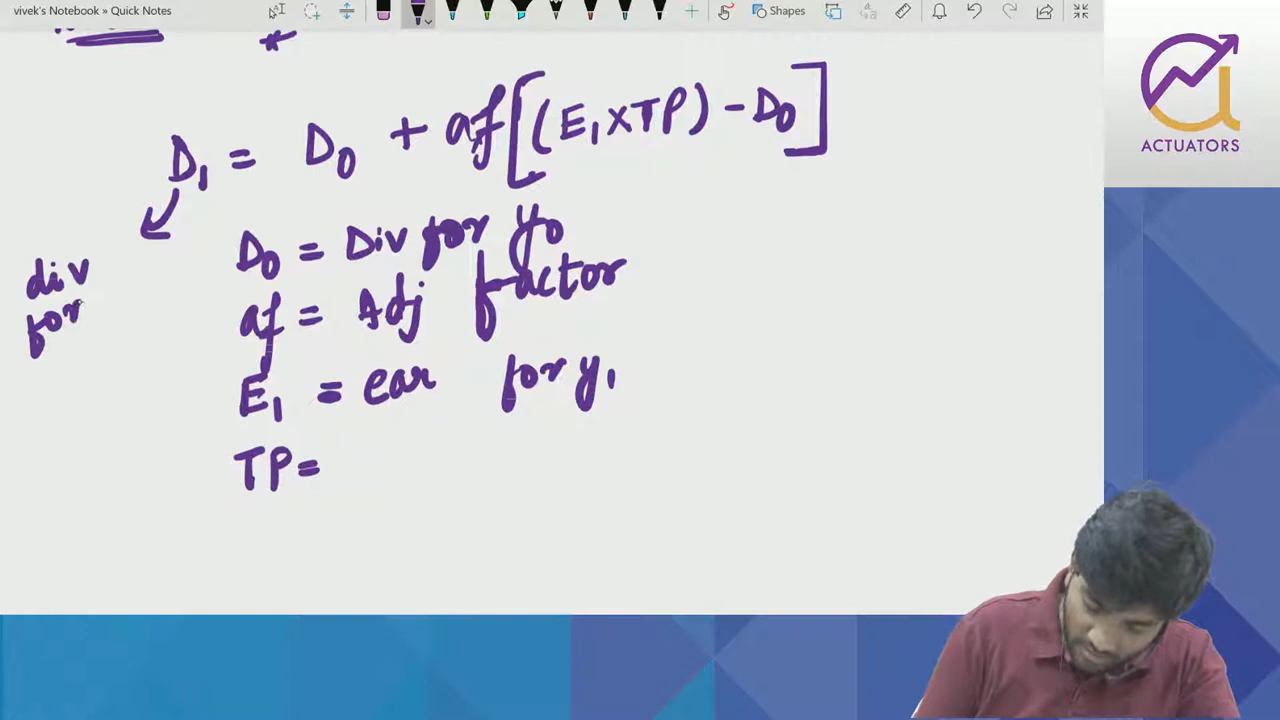 vivek's Notebook » Quick Notes
Shapes
ACTUATORS
D₁ = D₀ + af[(E₁×TP) - D₀]
D₀ = Div for y₀
div
for
af = Adj factor
E₁ = ear for y₁
TP=